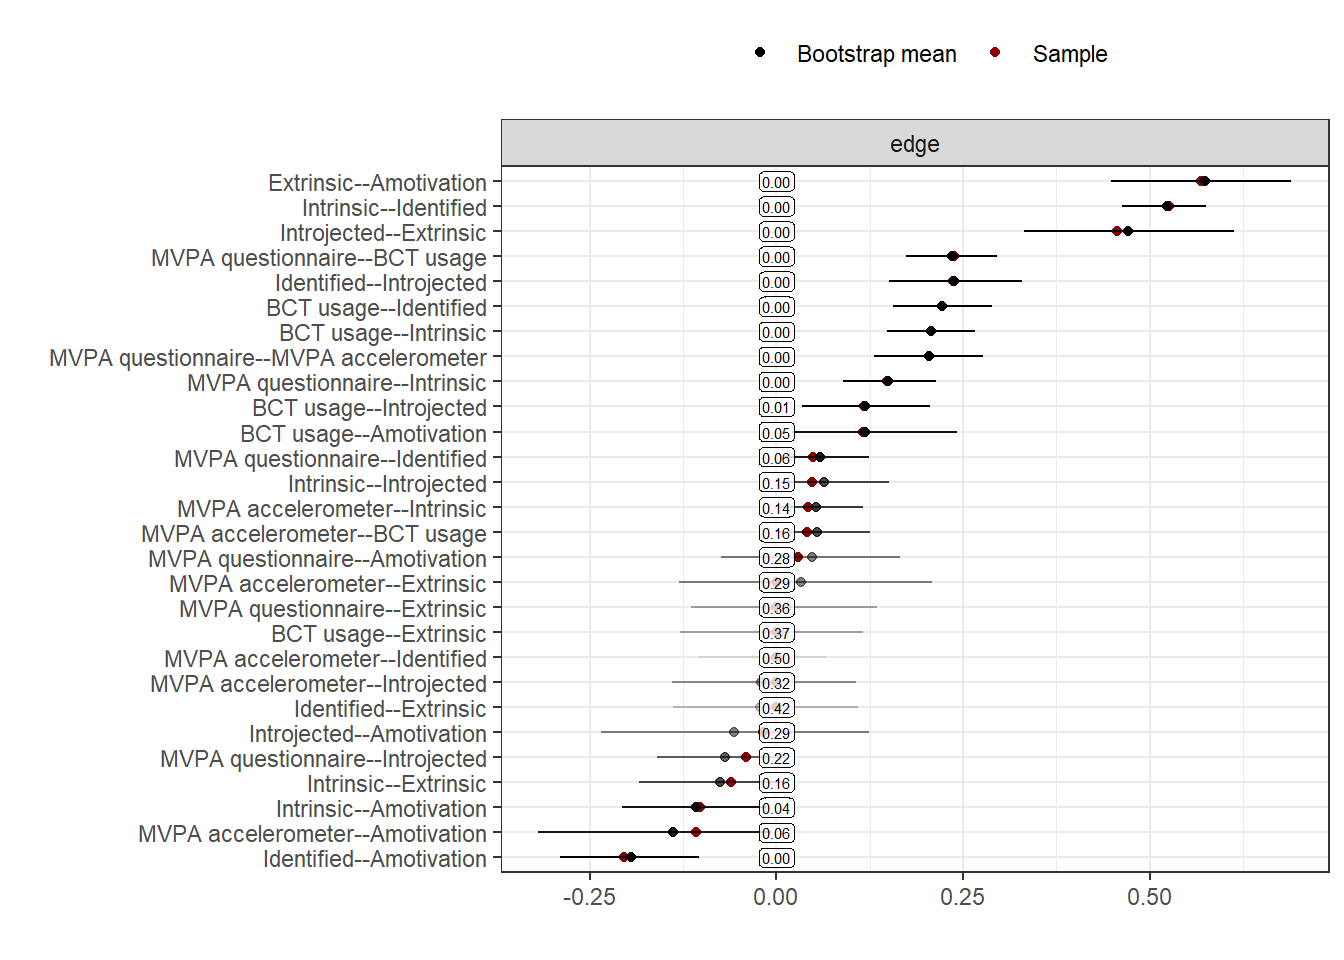 Bootstrap mean Sample
edge
Extrinsic--Amotivation 0.00
Intrinsic--Identified 0.00
Introjected--Extrinsic 0.00
MVPA questionnaire--BCT usage 0.00
Identified--Introjected 0.00
BCT usage--Identified 0.00
BCT usage--Intrinsic 0.00
MVPA questionnaire--MVPA accelerometer 0.00
MVPA questionnaire--Intrinsic 0.00
BCT usage--Introjected 0.01
BCT usage--Amotivation 0.05
MVPA questionnaire--Identified 0.06
Intrinsic--Introjected 0.15
MVPA accelerometer--Intrinsic 0.14
MVPA accelerometer--BCT usage 0.16
MVPA questionnaire--Amotivation 0.28
MVPA accelerometer--Extrinsic 0.29
MVPA questionnaire--Extrinsic 0.36
BCT usage--Extrinsic 0.37
MVPA accelerometer--Identified 0.50
MVPA accelerometer--Introjected 0.32
Identified--Extrinsic 0.42
Introjected--Amotivation 0.29
MVPA questionnaire--Introjected 0.22
Intrinsic--Extrinsic 0.16
Intrinsic--Amotivation 0.04
MVPA accelerometer--Amotivation 0.06
Identified--Amotivation 0.00
-0.25 0.00 0.25 0.50